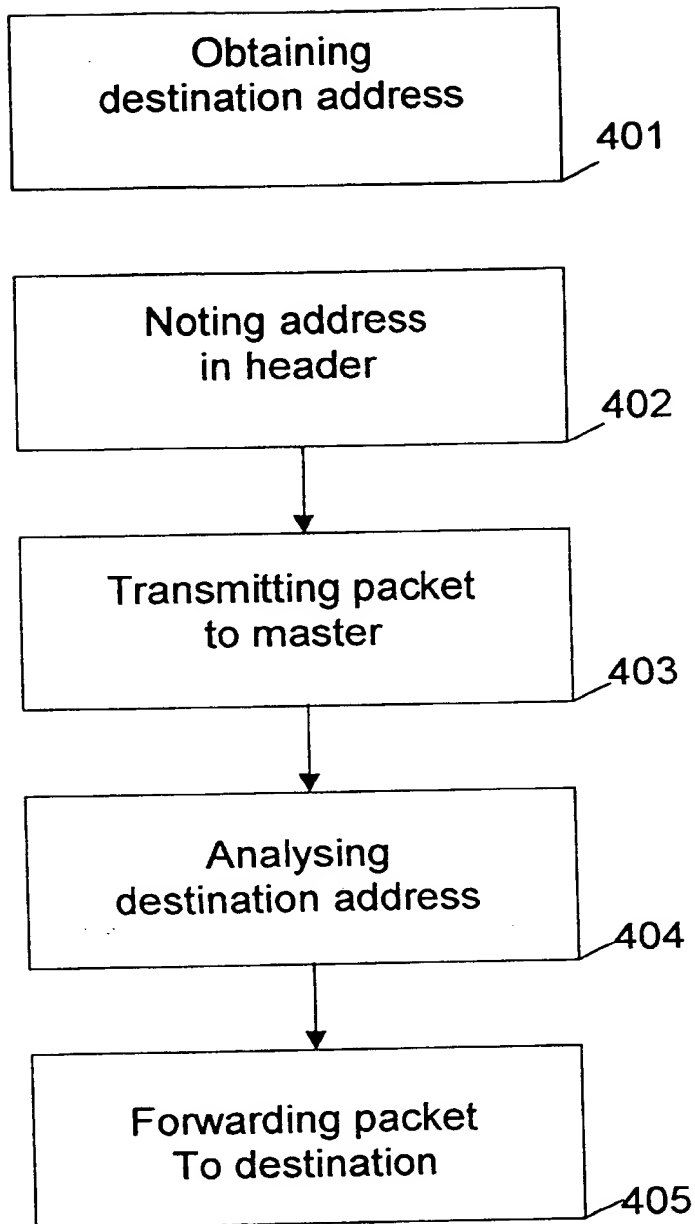 Obtaining
destination address
401
Noting address
in header
402
Transmitting packet
to master
403
Analysing
destination address
404
Forwarding packet
To destination
405